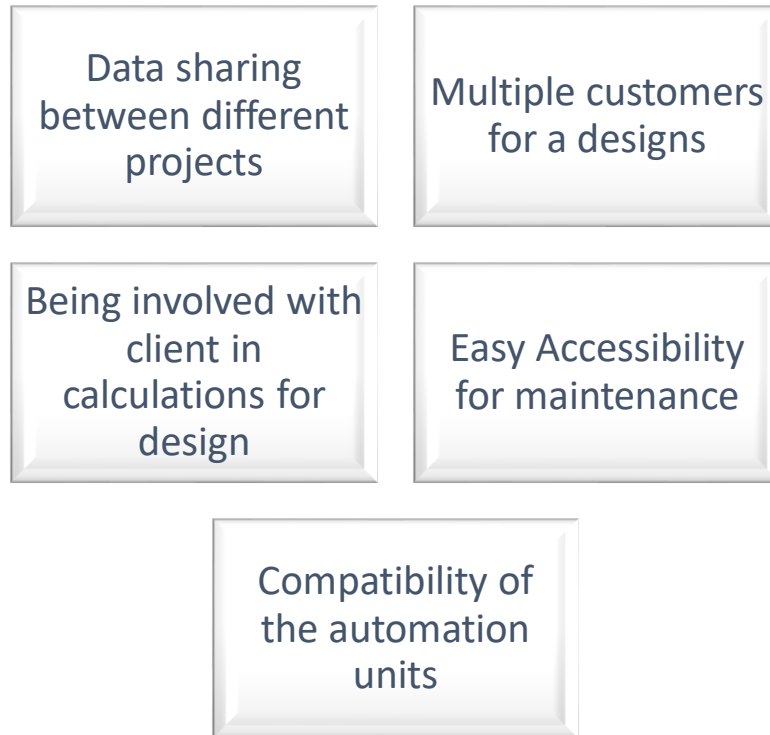 Data sharing
between different
projects
Multiple customers
for a designs
Being involved with
client in
calculations for
design
Easy Accessibility
for maintenance
Compatibility of
the automation
units